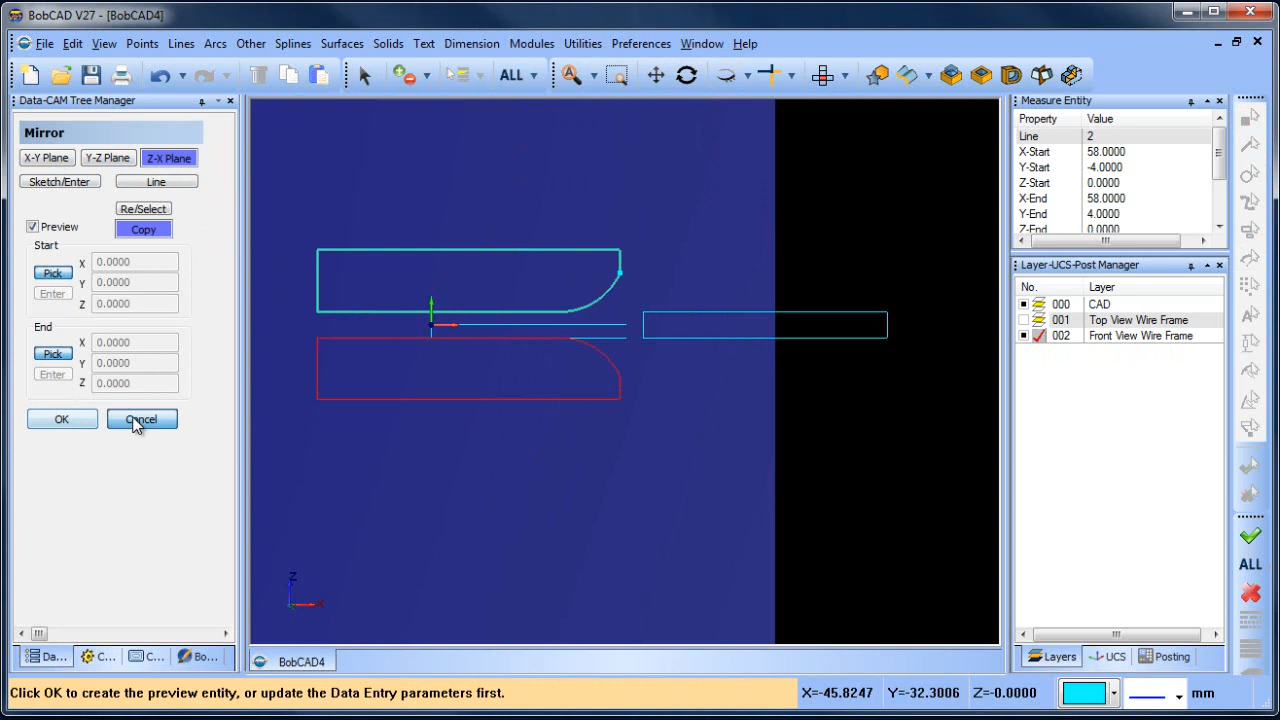 BobCAD V27 - [BobCAD4]
File Edit View Points Lines Arcs Other Splines Surfaces Solids Text Dimension Modules Utilities Preferences Window Help
ALL
Data-CAM Tree Manager
Mirror
X-Y Plane Y-Z Plane Z-X Plane
Sketch/Enter Line
Re/Select
Preview Copy
Start
Pick X 0.0000
Y 0.0000
Enter Z 0.0000
End
X 0.0000
Pick Y 0.0000
Enter Z 0.0000
OK Cancel
Da... C... C... Bo...
Z
X
BobCAD4
Measure Entity
Property Value
Line 2
X-Start 58.0000
Y-Start -4.0000
Z-Start 0.0000
X-End 58.0000
Y-End 4.0000
Z-End 0.0000
Layer-UCS-Post Manager
No. Layer
000 CAD
001 Top View Wire Frame
002 Front View Wire Frame
Layers UCS Posting
ALL
Click OK to create the preview entity, or update the Data Entry parameters first.
X=-45.8247 Y=-32.3006 Z=-0.0000 mm